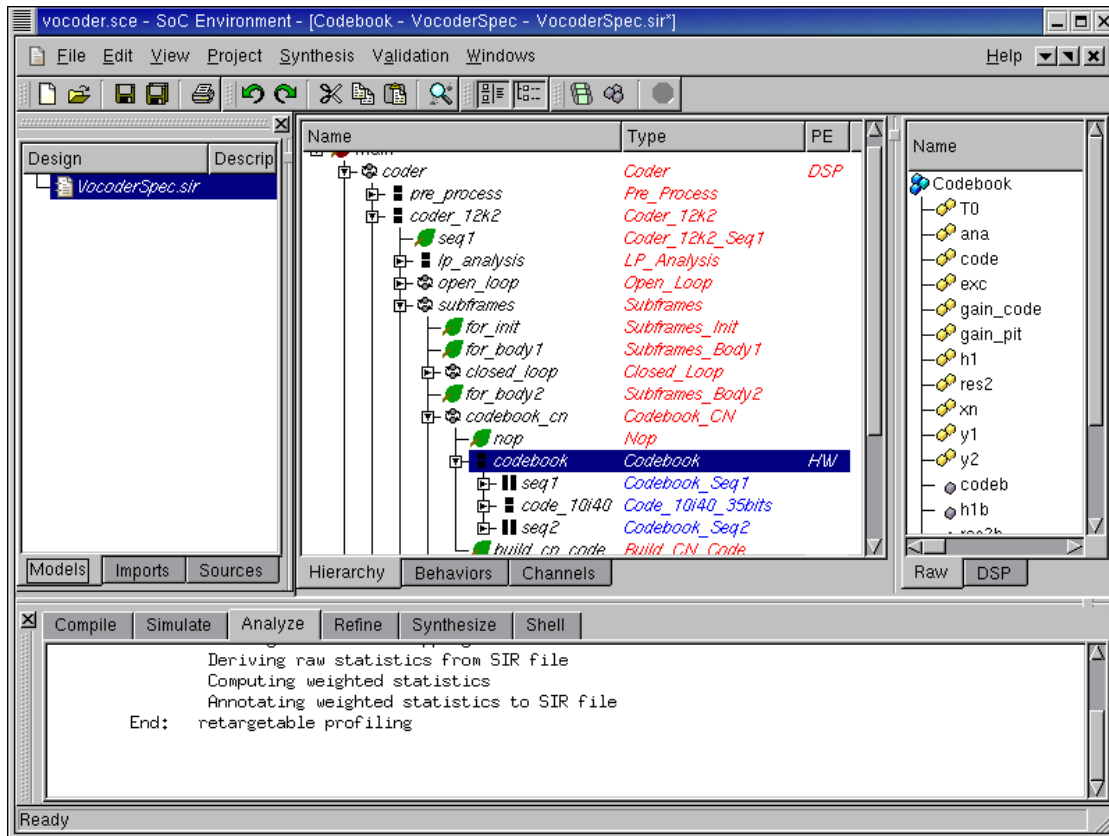 vocoder.sce - SoC Environment - [Codebook - VocoderSpec - VocoderSpec.sir*]
File Edit View Project Synthesis Validation Windows Help
Design Descrip
VocoderSpec.sir
Models Imports Sources
Name Type PE
main
coder Coder DSP
pre_process Pre_Process
coder_12k2 Coder_12k2
seq1 Coder_12k2_Seq1
lp_analysis LP_Analysis
open_loop Open_Loop
subframes Subframes
for_init Subframes_Init
for_body1 Subframes_Body1
closed_loop Closed_Loop
for_body2 Subframes_Body2
codebook_cn Codebook_CN
nop Nop
codebook Codebook HW
seq1 Codebook_Seq1
code_10i40 Code_10i40_35bits
seq2 Codebook_Seq2
build_cn_code Build_CN_Code
Hierarchy Behaviors Channels
Name
Codebook
T0
ana
code
exc
gain_code
gain_pit
h1
res2
xn
y1
y2
codeb
h1b
Raw DSP
Compile Simulate Analyze Refine Synthesize Shell
Deriving raw statistics from SIR file
Computing weighted statistics
Annotating weighted statistics to SIR file
End: retargetable profiling
Ready